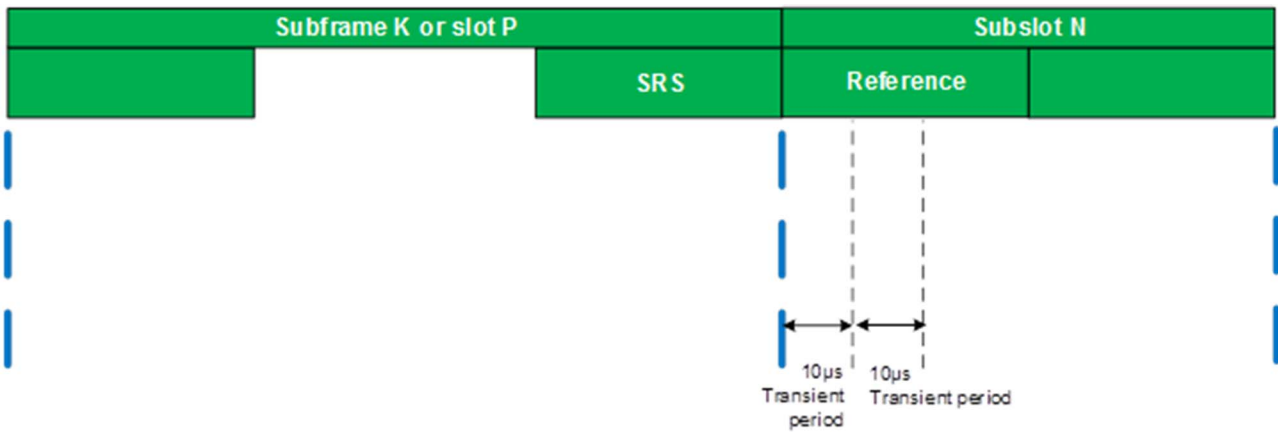 Subframe K or slot P
Subslot N
SRS
Reference
10µs
Transient
period
10µs
Transient period